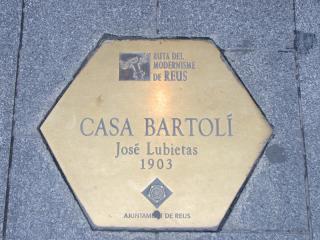 RUTA DEL
MODERNISME
DE REUS
CASA BARTOLÍ
José Lubietas
1903
AJUNTAMENT DE REUS